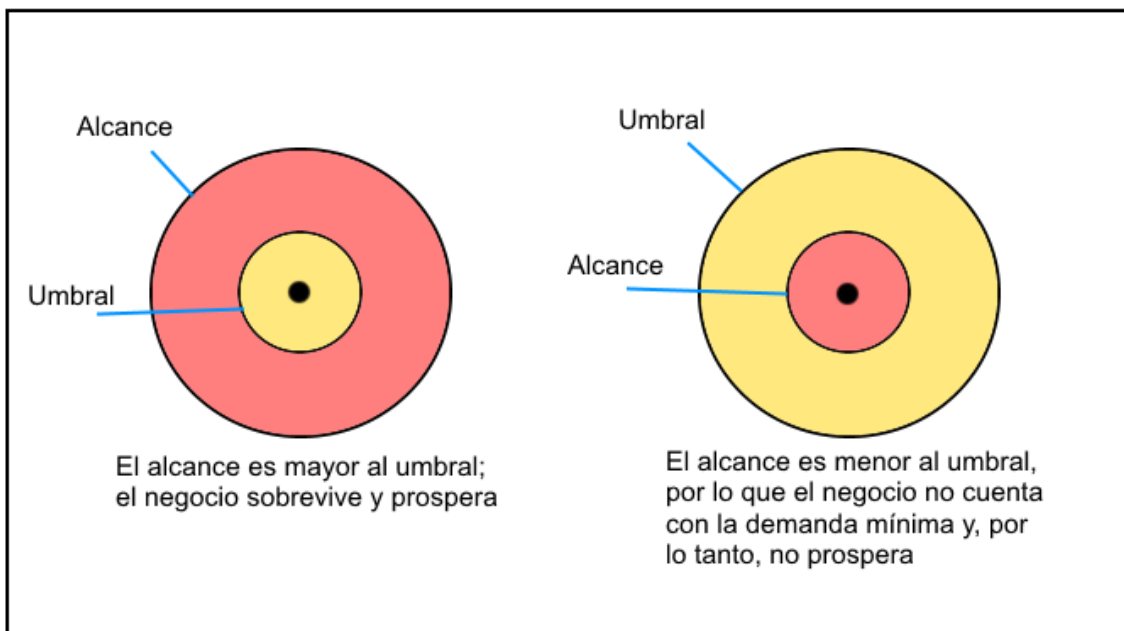 Alcance
Umbral
El alcance es mayor al umbral;
el negocio sobrevive y prospera
Umbral
Alcance
El alcance es menor al umbral,
por lo que el negocio no cuenta
con la demanda mínima y, por
lo tanto, no prospera